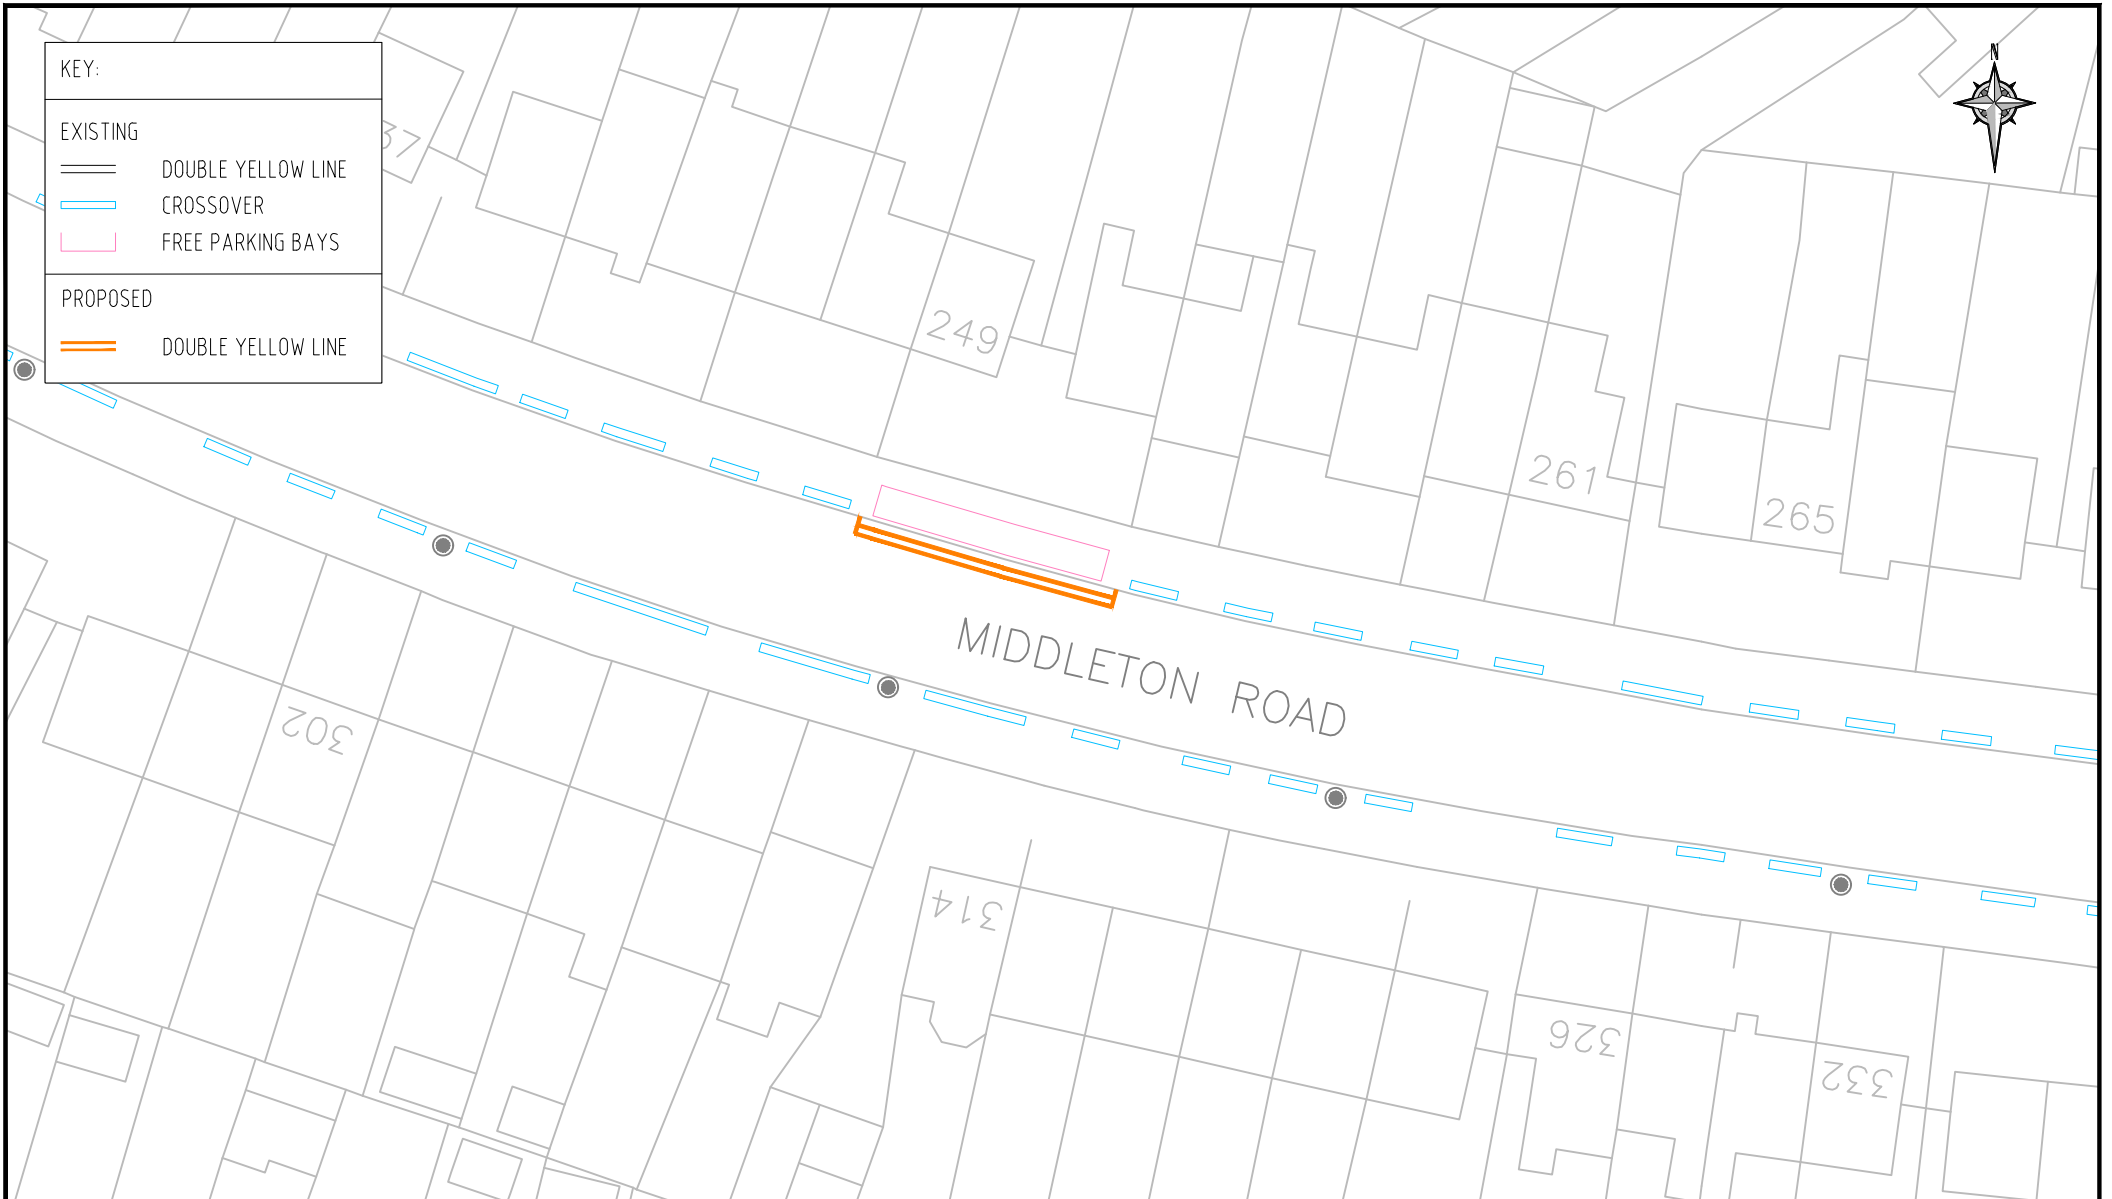 KEY:
EXISTING
DOUBLE YELLOW LINE
CROSSOVER
FREE PARKING BAYS
PROPOSED
DOUBLE YELLOW LINE
N
37
249
261
265
MIDDLETON ROAD
302
314
326
332